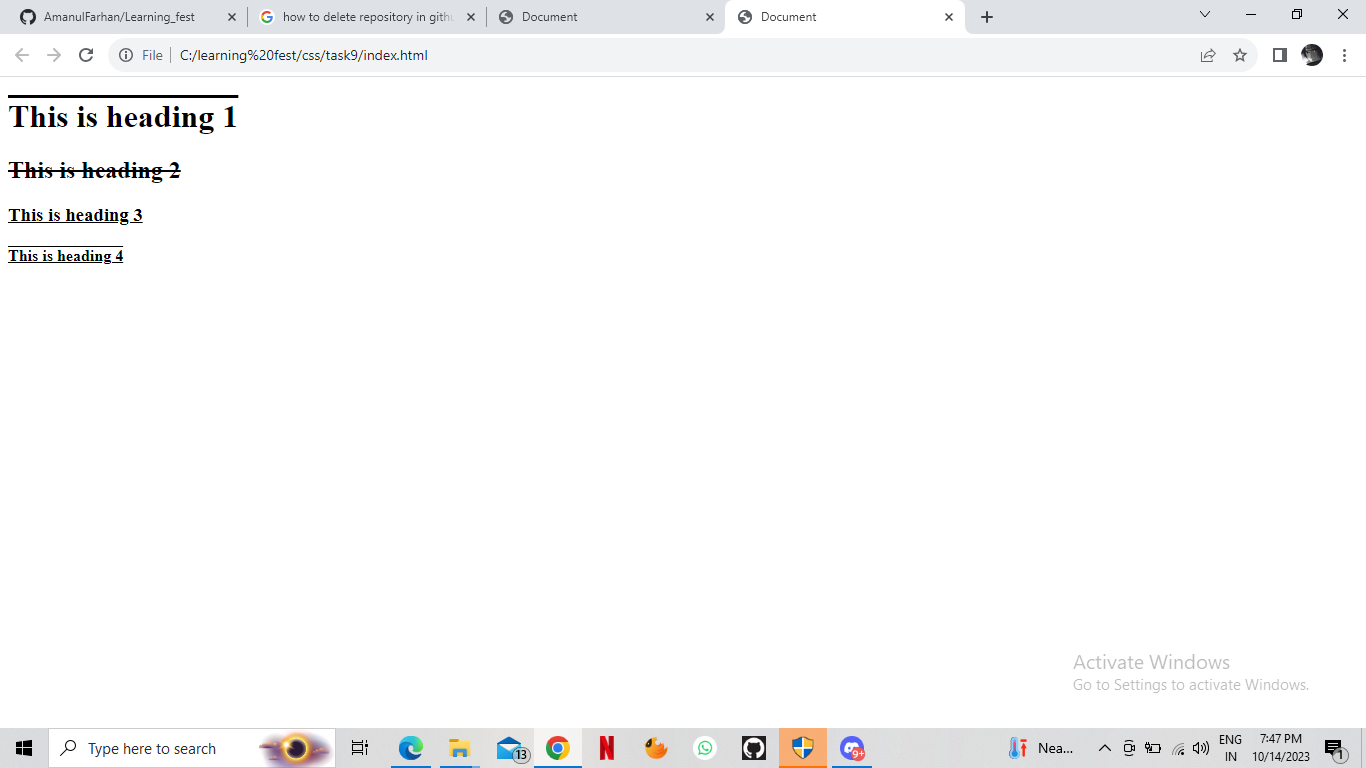 AmanulFarhan/Learning_fest
how to delete repository in gith
Document
Document
File
C:/learning%20fest/css/task9/index.html
This is heading 1
This is heading 2
This is heading 3
This is heading 4
Activate Windows
Go to Settings to activate Windows.
Type here to search
13
N
9+
Nea...
ENG
IN
7:47 PM
10/14/2023
1